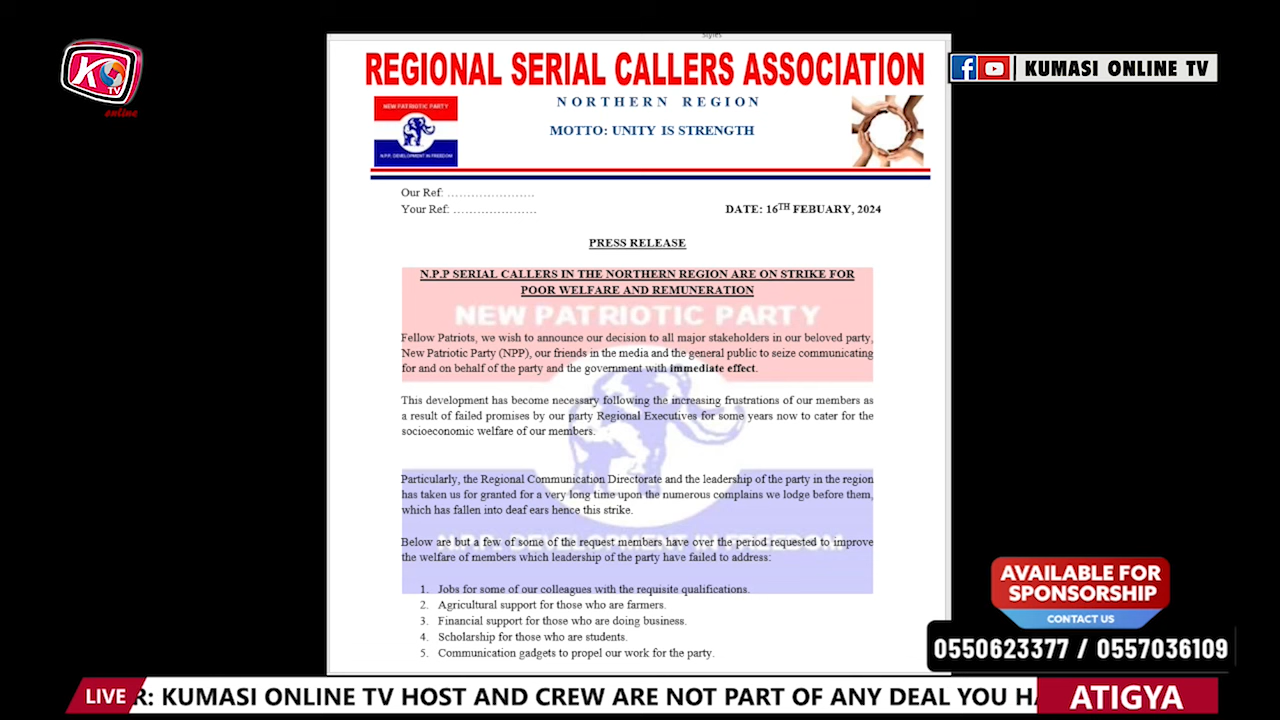 Styles
KG
TV
online
REGIONAL SERIAL CALLERS ASSOCIATION
KUMASI ONLINE TV
NORTHERN REGION
MOTTO: UNITY IS STRENGTH
NEW PATRIOTIC PARTY
N.P.P. DEVELOPMENT IN FREEDOM
Our Ref: ......................
Your Ref: .....................
DATE: 16TH FEBUARY, 2024
PRESS RELEASE
N.P.P SERIAL CALLERS IN THE NORTHERN REGION ARE ON STRIKE FOR
POOR WELFARE AND REMUNERATION
NEW PATRIOTIC PARTY
Fellow Patriots, we wish to announce our decision to all major stakeholders in our beloved party,
New Patriotic Party (NPP), our friends in the media and the general public to seize communicating
for and on behalf of the party and the government with immediate effect.
This development has become necessary following the increasing frustrations of our members as
a result of failed promises by our party Regional Executives for some years now to cater for the
socioeconomic welfare of our members.
Particularly, the Regional Communication Directorate and the leadership of the party in the region
has taken us for granted for a very long time upon the numerous complains we lodge before them,
which has fallen into deaf ears hence this strike.
N.P.P. DEVELOPMENT IN FREEDOM
Below are but a few of some of the request members have over the period requested to improve
the welfare of members which leadership of the party have failed to address:
1. Jobs for some of our colleagues with the requisite qualifications.
2. Agricultural support for those who are farmers.
3. Financial support for those who are doing business.
4. Scholarship for those who are students.
5. Communication gadgets to propel our work for the party.
AVAILABLE FOR
SPONSORSHIP
CONTACT US
0550623377 / 0557036109
LIVE
R: KUMASI ONLINE TV HOST AND CREW ARE NOT PART OF ANY DEAL YOU HA
ATIGYA